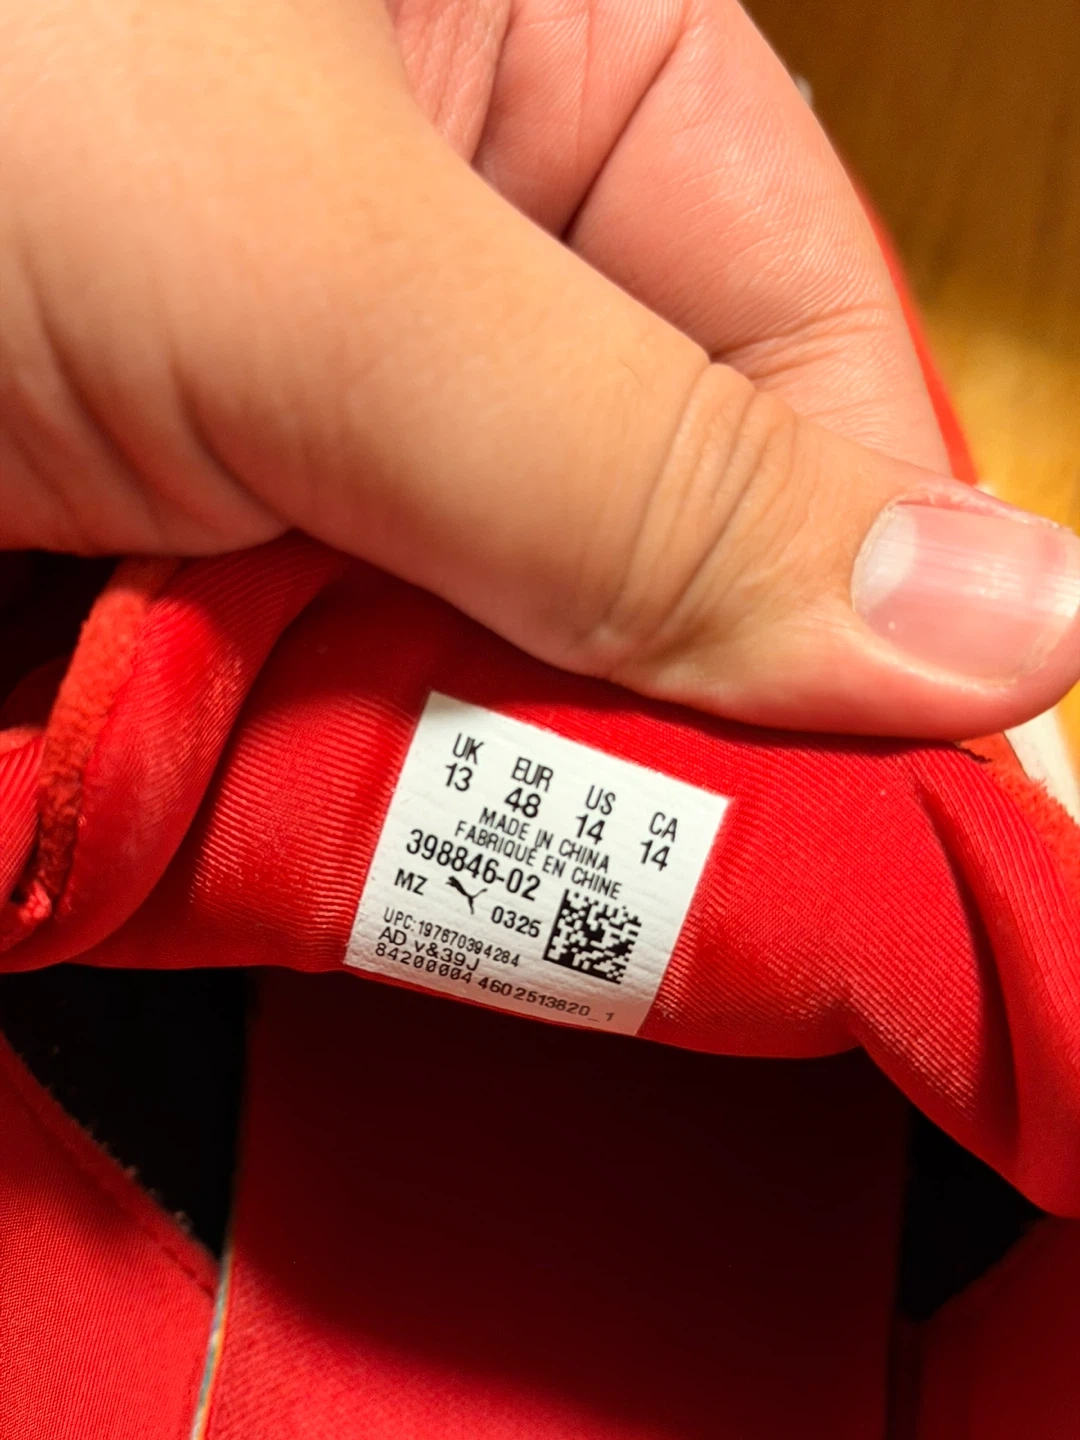 UK EUR US CA
13 48 14 14
MADE IN CHINA
FABRIQUÉ EN CHINE
398846-02
MZ 0325
UPC:197670394284
AD v&39J
84200004 4602513820_1